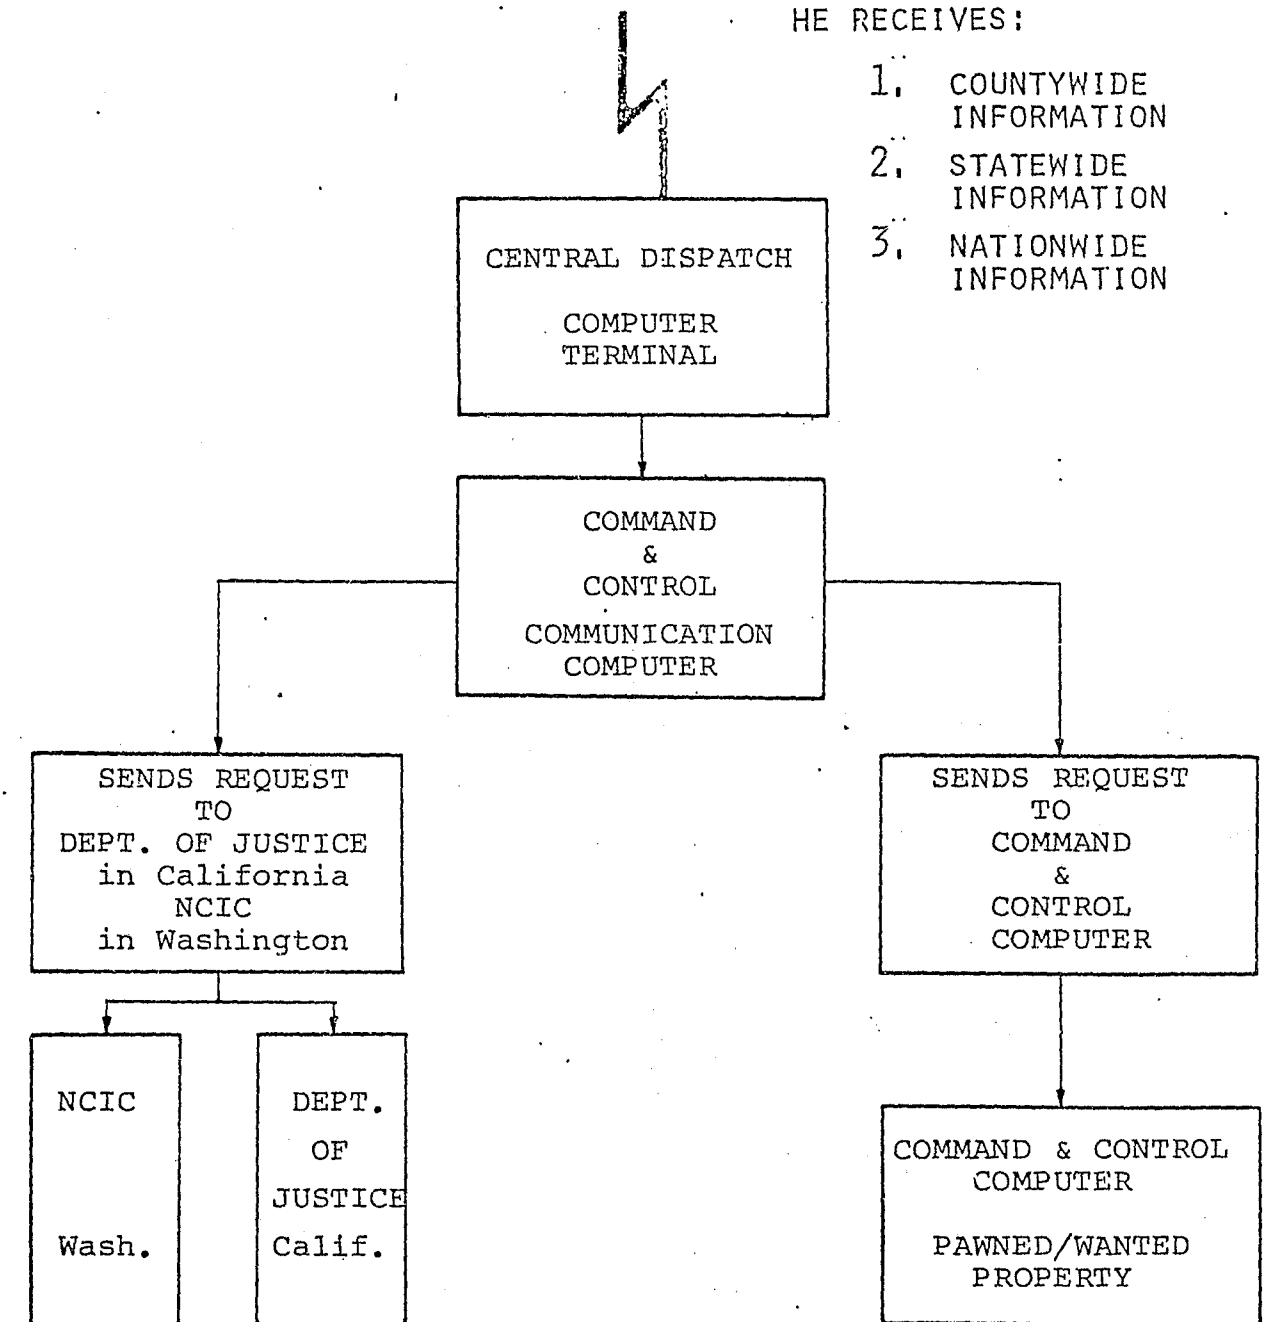 HE RECEIVES:
1. COUNTYWIDE
INFORMATION
2. STATEWIDE
INFORMATION
3. NATIONWIDE
INFORMATION
CENTRAL DISPATCH
COMPUTER
TERMINAL
COMMAND
&
CONTROL
COMMUNICATION
COMPUTER
SENDS REQUEST
TO
DEPT. OF JUSTICE
in California
NCIC
in Washington
SENDS REQUEST
TO
COMMAND
&
CONTROL
COMPUTER
NCIC
Wash.
DEPT.
OF
JUSTICE
Calif.
COMMAND & CONTROL
COMPUTER
PAWNED/WANTED
PROPERTY